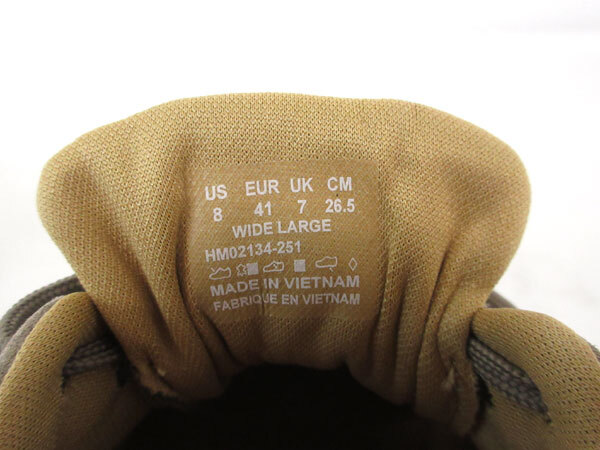 US EUR UK CM
8 41 7 26.5
WIDE LARGE
HM02134-251
MADE IN VIETNAM
FABRIQUE EN VIETNAM